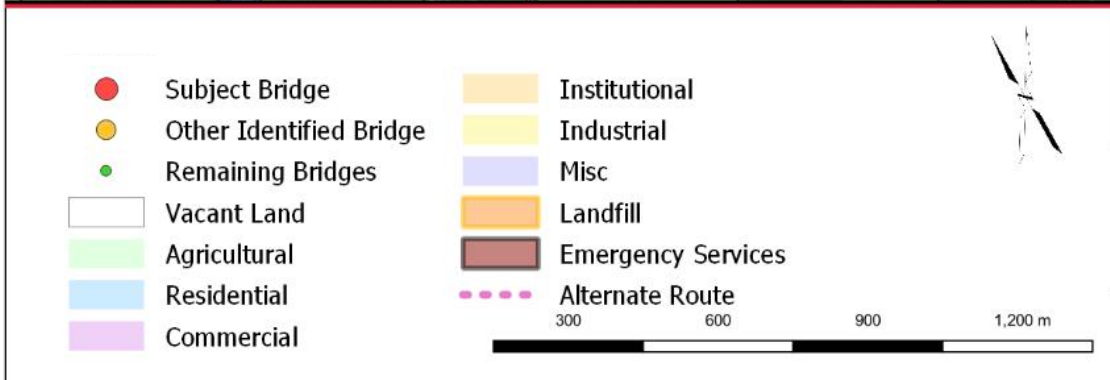 Subject Bridge
Other Identified Bridge
Remaining Bridges
Vacant Land
Agricultural
Residential
Commercial
Institutional
Industrial
Misc
Landfill
Emergency Services
Alternate Route
300 600 900 1,200 m